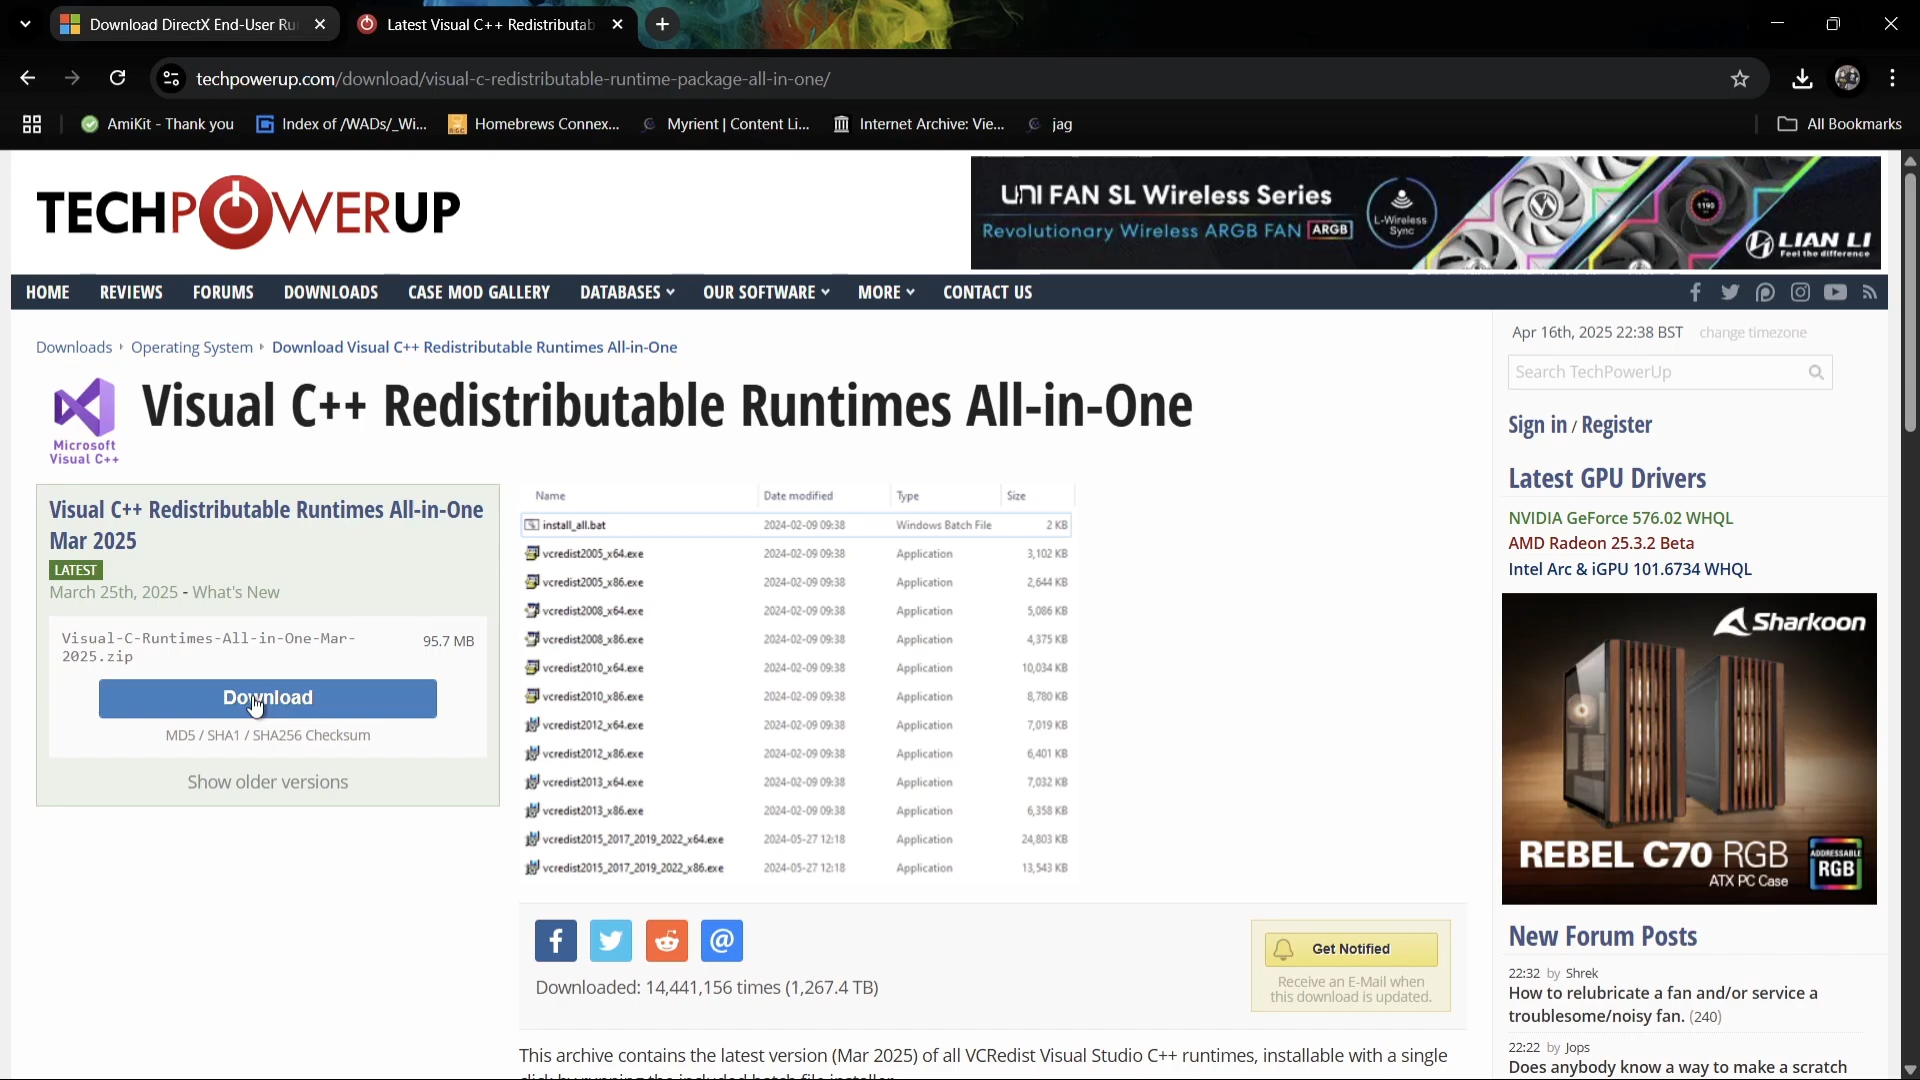 Download DirectX End-User Ru
Latest Visual C++ Redistributab
techpowerup.com/download/visual-c-redistributable-runtime-package-all-in-one/
AmiKit - Thank you
Index of /WADs/_Wi...
Homebrews Connex...
Myrient | Content Li...
Internet Archive: Vie...
jag
All Bookmarks
TECHPOWERUP
UNI FAN SL Wireless Series
Revolutionary Wireless ARGB FAN ARGB
L-Wireless
Sync
LIAN LI
Feel the difference
HOME
REVIEWS
FORUMS
DOWNLOADS
CASE MOD GALLERY
DATABASES
OUR SOFTWARE
MORE
CONTACT US
Downloads
Operating System
Download Visual C++ Redistributable Runtimes All-in-One
Microsoft
Visual C++
Visual C++ Redistributable Runtimes All-in-One
Visual C++ Redistributable Runtimes All-in-One
Mar 2025
LATEST
March 25th, 2025 - What's New
Visual-C-Runtimes-All-in-One-Mar-
2025.zip
95.7 MB
Download
MD5 / SHA1 / SHA256 Checksum
Show older versions
Name Date modified Type Size
install_all.bat 2024-02-09 09:38 Windows Batch File 2 KB
vcredist2005_x64.exe 2024-02-09 09:38 Application 3,102 KB
vcredist2005_x86.exe 2024-02-09 09:38 Application 2,644 KB
vcredist2008_x64.exe 2024-02-09 09:38 Application 5,086 KB
vcredist2008_x86.exe 2024-02-09 09:38 Application 4,375 KB
vcredist2010_x64.exe 2024-02-09 09:38 Application 10,034 KB
vcredist2010_x86.exe 2024-02-09 09:38 Application 8,780 KB
vcredist2012_x64.exe 2024-02-09 09:38 Application 7,019 KB
vcredist2012_x86.exe 2024-02-09 09:38 Application 6,401 KB
vcredist2013_x64.exe 2024-02-09 09:38 Application 7,032 KB
vcredist2013_x86.exe 2024-02-09 09:38 Application 6,358 KB
vcredist2015_2017_2019_2022_x64.exe 2024-05-27 12:18 Application 24,803 KB
vcredist2015_2017_2019_2022_x86.exe 2024-05-27 12:18 Application 13,543 KB
Downloaded: 14,441,156 times (1,267.4 TB)
Get Notified
Receive an E-Mail when
this download is updated.
This archive contains the latest version (Mar 2025) of all VCRedist Visual Studio C++ runtimes, installable with a single
Apr 16th, 2025 22:38 BST change timezone
Search TechPowerUp
Sign in / Register
Latest GPU Drivers
NVIDIA GeForce 576.02 WHQL
AMD Radeon 25.3.2 Beta
Intel Arc & iGPU 101.6734 WHQL
Sharkoon
REBEL C70 RGB
ATX PC Case
ADDRESSABLE
RGB
New Forum Posts
22:32 by Shrek
How to relubricate a fan and/or service a
troublesome/noisy fan. (240)
22:22 by Jops
Does anybody know a way to make a scratch